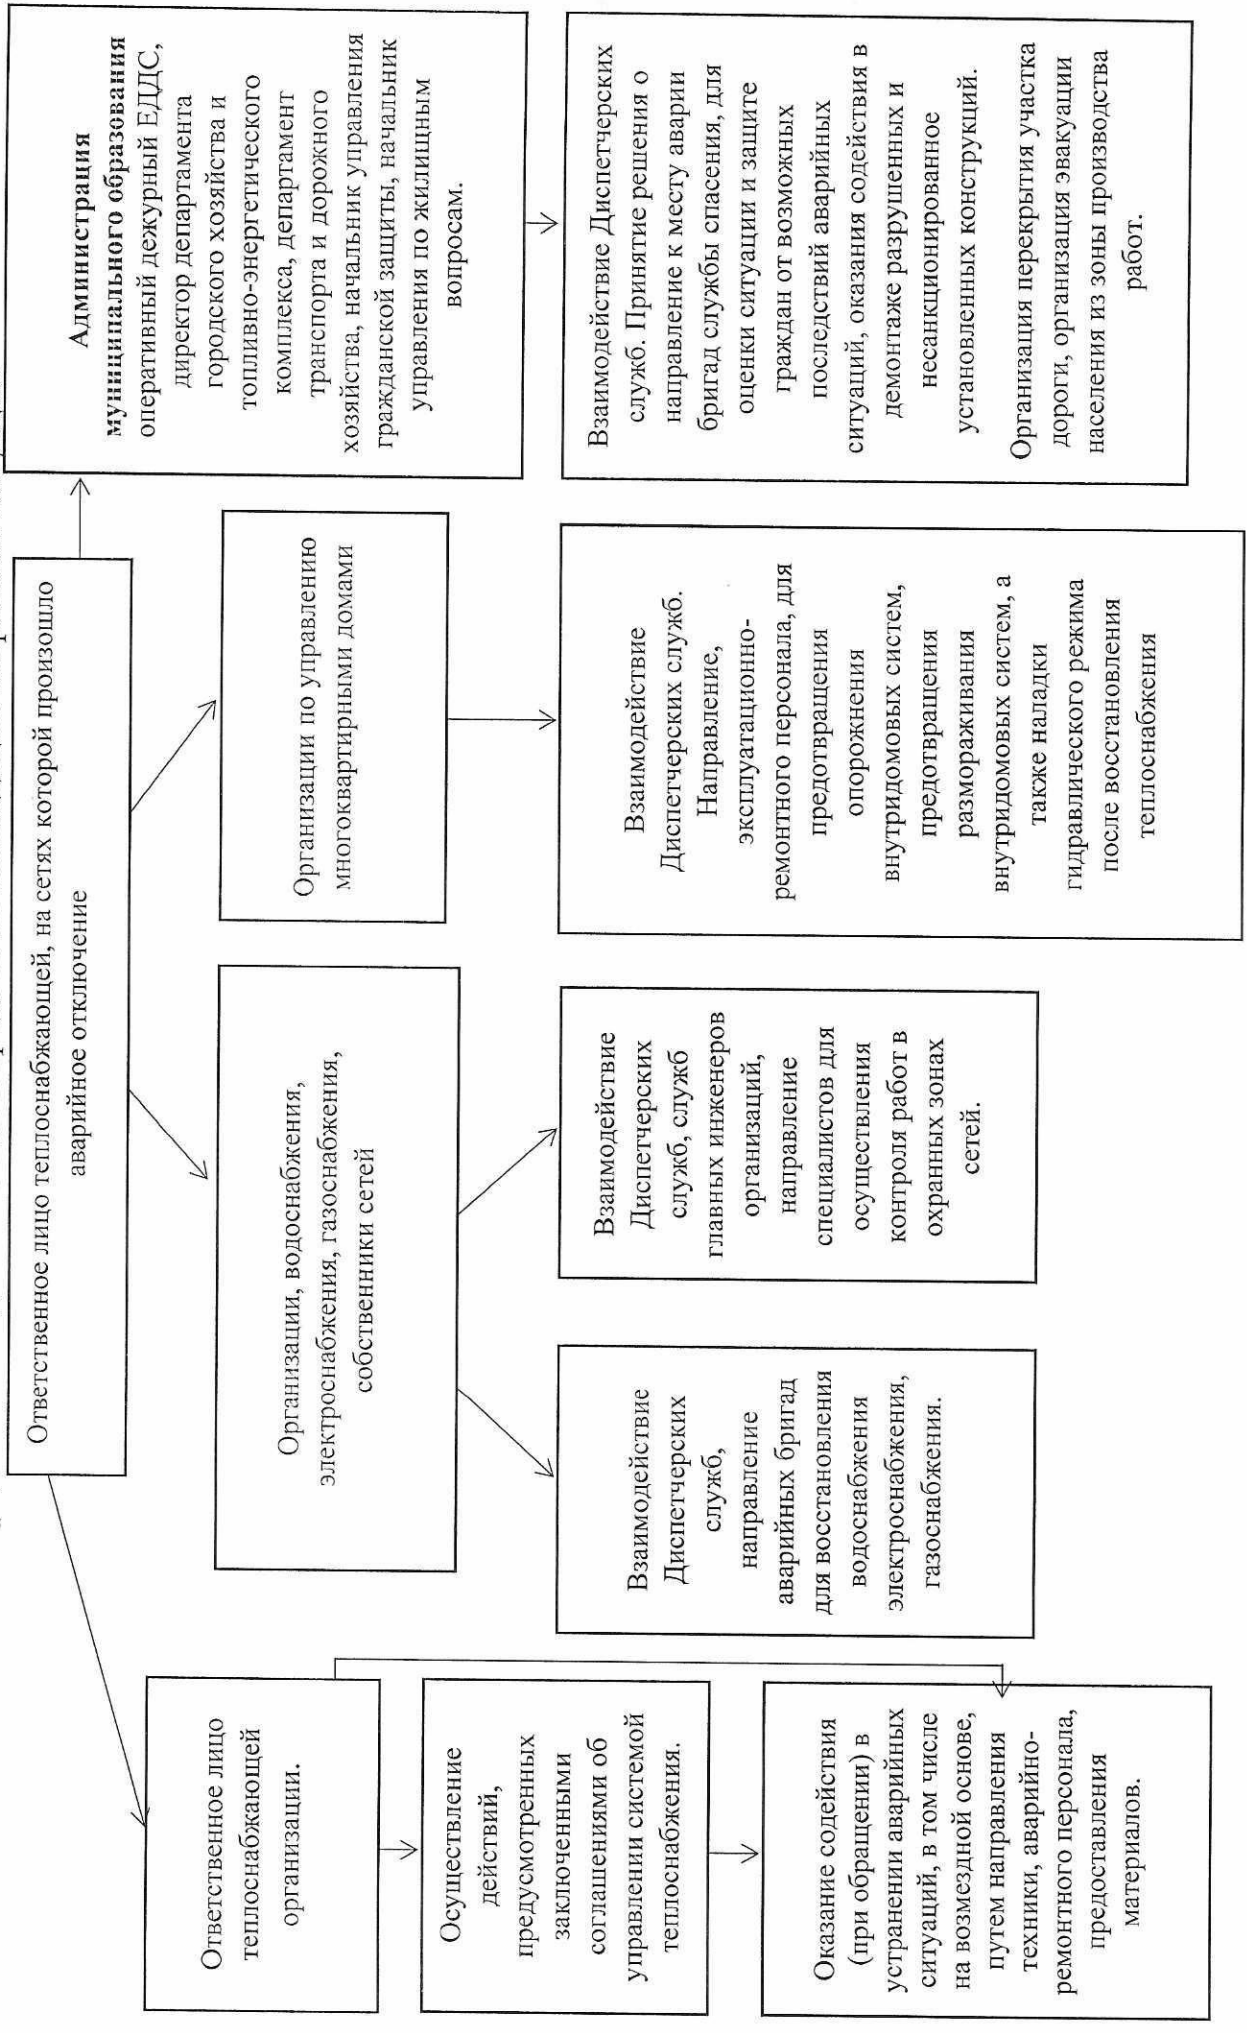 Ответственное лицо теплоснабжающей, на сетях которой произошло
аварийное отключение
Ответственное лицо
теплоснабжающей
организации.
Организации, водоснабжения,
электроснабжения, газоснабжения,
собственники сетей
Организации по управлению
многоквартирными домами
Администрация
муниципального образования
оперативный дежурный ЕДДС,
директор департамента
городского хозяйства и
топливно-энергетического
комплекса, департамент
транспорта и дорожного
хозяйства, начальник управления
гражданской защиты, начальник
управления по жилищным
вопросам.
Осуществление
действий,
предусмотренных
заключенными
соглашениями об
управлении системой
теплоснабжения.
Оказание содействия
(при обращении) в
устранении аварийных
ситуаций, в том числе
на возмездной основе,
путем направления
техники, аварийно-
ремонтного персонала,
предоставления
материалов.
Взаимодействие
Диспетчерских
служб,
направление
аварийных бригад
для восстановления
водоснабжения
электроснабжения,
газоснабжения.
Взаимодействие
Диспетчерских
служб, служб
главных инженеров
организаций,
направление
специалистов для
осуществления
контроля работ в
охранных зонах
сетей.
Взаимодействие
Диспетчерских служб.
Направление,
эксплуатационно-
ремонтного персонала, для
предотвращения
опорожнения
внутридомовых систем,
предотвращения
размораживания
внутридомовых систем, а
также наладки
гидравлического режима
после восстановления
теплоснабжения
Взаимодействие Диспетчерских
служб. Принятие решения о
направление к месту аварии
бригад службы спасения, для
оценки ситуации и защите
граждан от возможных
последствий аварийных
ситуаций, оказания содействия в
демонтаже разрушенных и
несанкционированное
установленных конструкций.
Организация перекрытия участка
дороги, организация эвакуации
населения из зоны производства
работ.